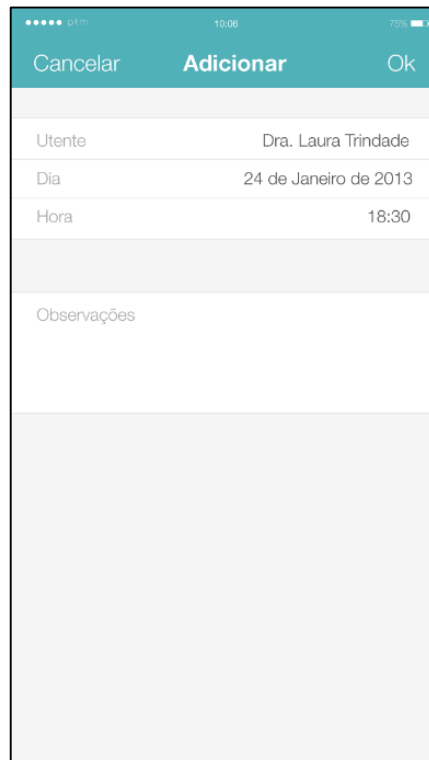 ptm 10:06 75%
Cancelar Adicionar Ok
Utente Dra. Laura Trindade
Dia 24 de Janeiro de 2013
Hora 18:30
Observações